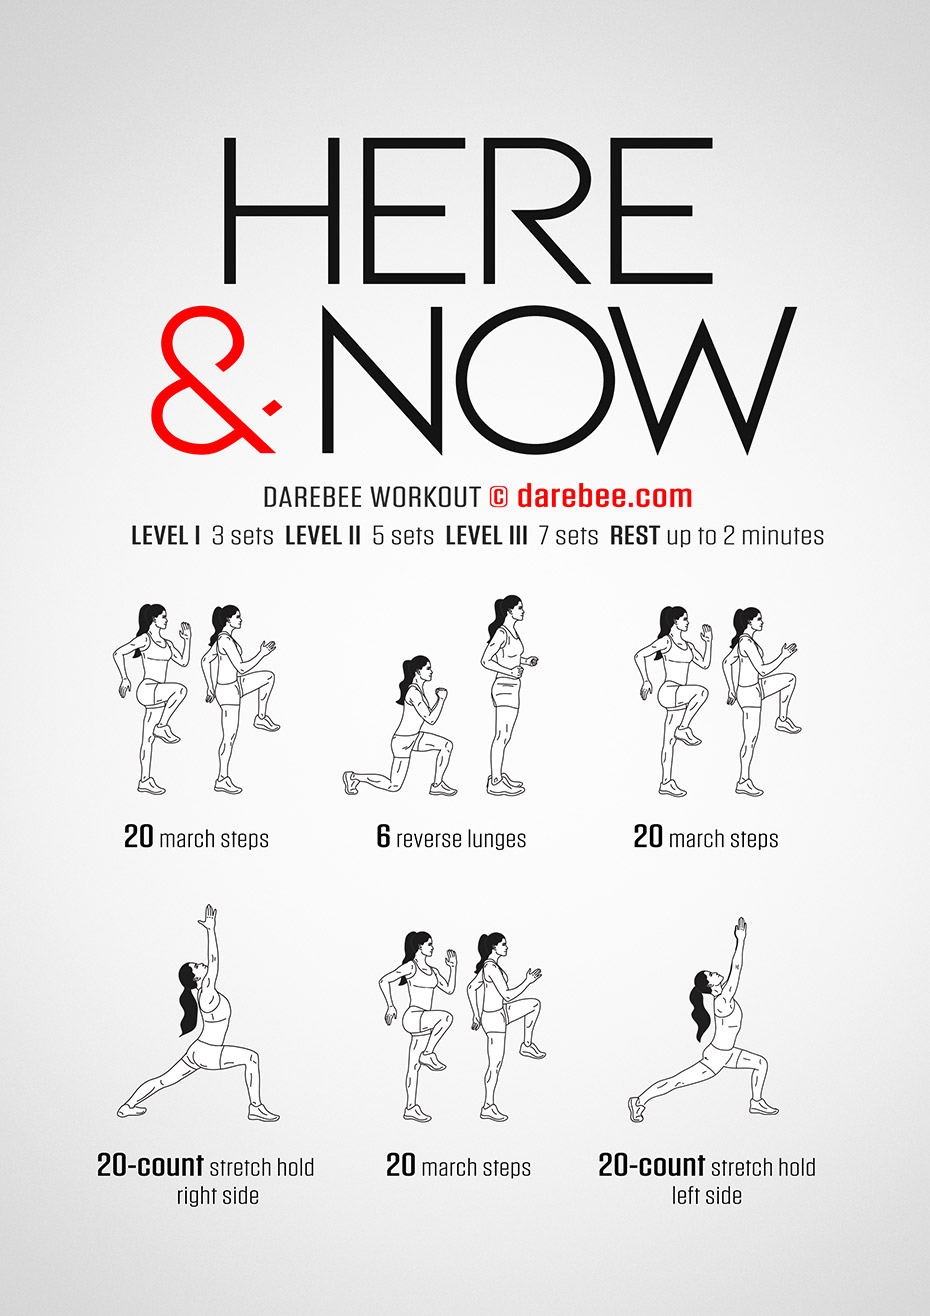 HERE
& NOW
DAREBEE WORKOUT © darebee.com
LEVEL I 3 sets LEVEL II 5 sets LEVEL III 7 sets REST up to 2 minutes
20 march steps
6 reverse lunges
20 march steps
20-count stretch hold
right side
20 march steps
20-count stretch hold
left side